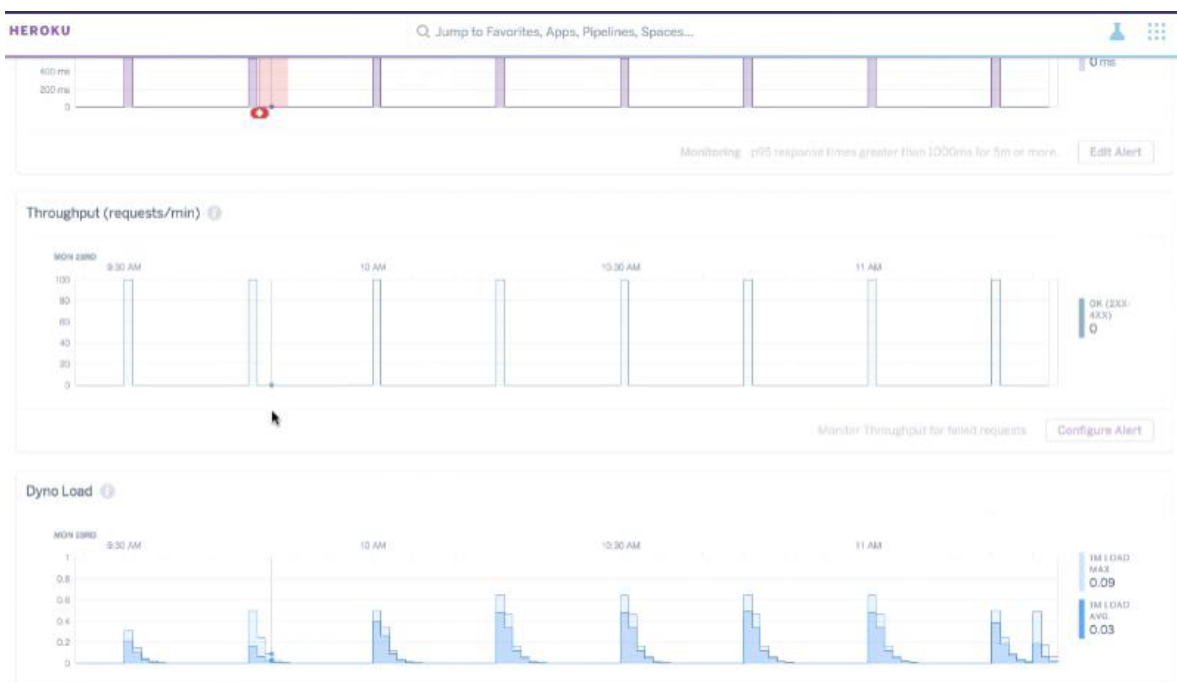 HEROKU
Jump to Favorites, Apps, Pipelines, Spaces...
400 ms
200 ms
0
0 ms
Monitoring p95 response times greater than 1000ms for 5m or more.
Edit Alert
Throughput (requests/min)
MON 23RD
9:30 AM
10 AM
10:30 AM
11 AM
100
80
60
40
20
0
OK (2XX-
4XX)
0
Monitor Throughput for failed requests
Configure Alert
Dyno Load
MON 23RD
9:30 AM
10 AM
10:30 AM
11 AM
1
0.8
0.6
0.4
0.2
0
1M LOAD
MAX
0.09
1M LOAD
AVG
0.03